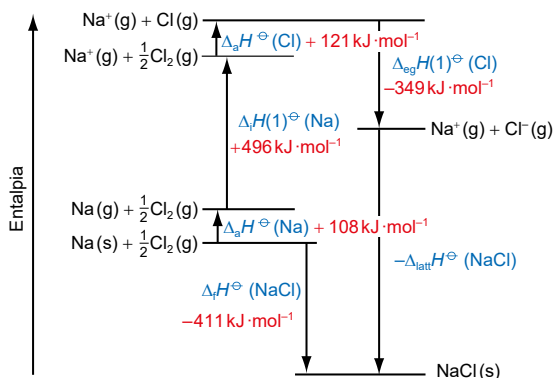 Na⁺(g) + Cl(g)
ΔₐH⦵ (Cl) + 121 kJ·mol⁻¹
Na⁺(g) + ½Cl₂(g)
Δ_egH(1)⦵ (Cl)
−349 kJ·mol⁻¹
ΔᵢH(1)⦵ (Na)
+496 kJ·mol⁻¹
Na⁺(g) + Cl⁻(g)
Entalpia
Na(g) + ½Cl₂(g)
ΔₐH⦵ (Na) + 108 kJ·mol⁻¹
Na(s) + ½Cl₂(g)
−Δ_lattH⦵ (NaCl)
Δ_fH⦵ (NaCl)
−411 kJ·mol⁻¹
NaCl(s)